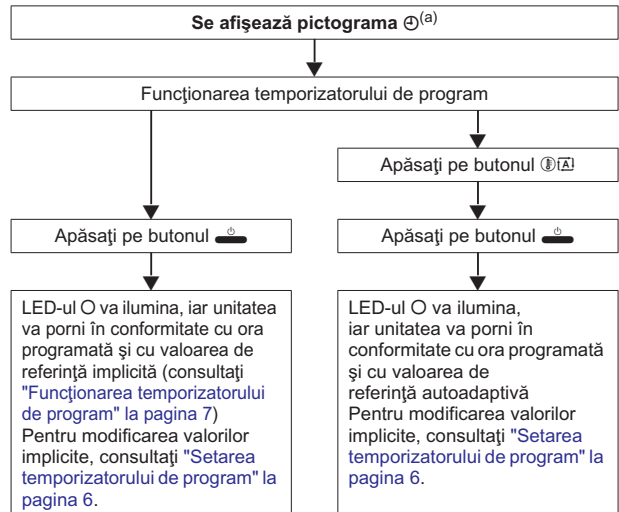 Se afişează pictograma ⏲(a)
Funcţionarea temporizatorului de program
Apăsaţi pe butonul
Apăsaţi pe butonul
Apăsaţi pe butonul
LED-ul O va ilumina, iar unitatea
va porni în conformitate cu ora
programată şi cu valoarea de
referinţă implicită (consultaţi
"Funcţionarea temporizatorului
de program" la pagina 7)
Pentru modificarea valorilor
implicite, consultaţi "Setarea
temporizatorului de program" la
pagina 6.
LED-ul O va ilumina,
iar unitatea va porni în
conformitate cu ora programată
şi cu valoarea de
referinţă autoadaptivă
Pentru modificarea valorilor
implicite, consultaţi "Setarea
temporizatorului de program" la
pagina 6.